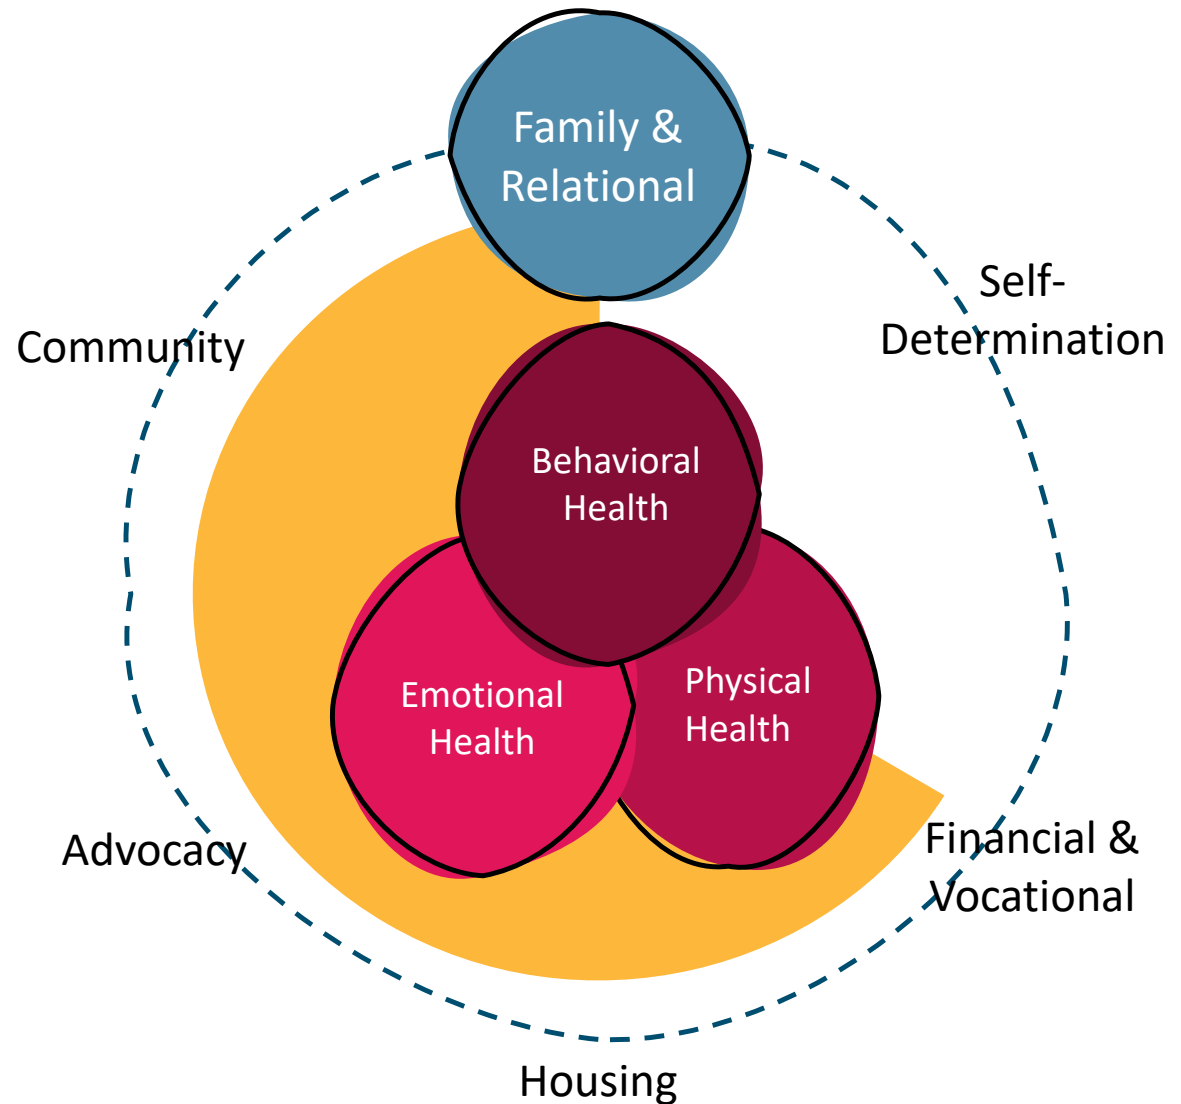 Family &
Relational
Self-
Determination
Community
Behavioral
Health
Emotional
Health
Physical
Health
Advocacy
Financial &
Vocational
Housing